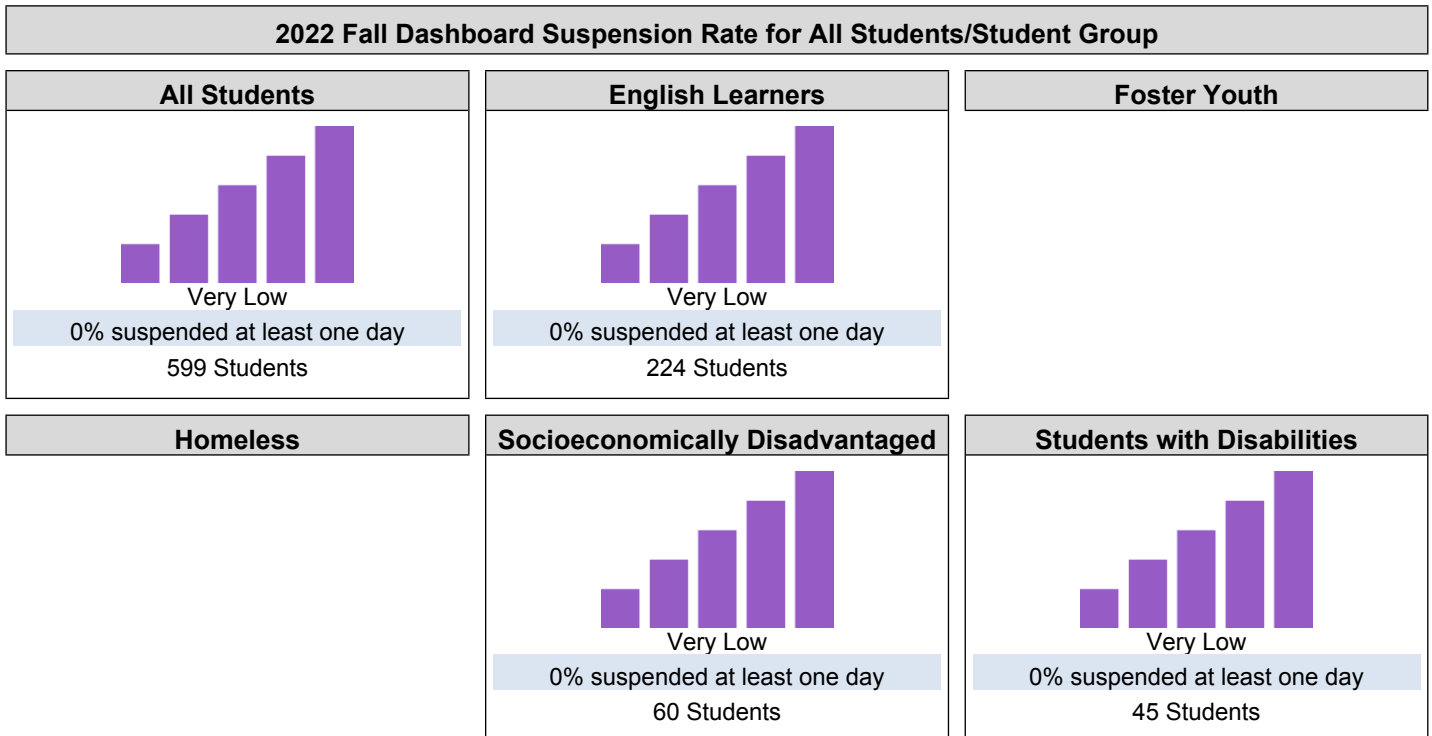 2022 Fall Dashboard Suspension Rate for All Students/Student Group
All Students
Very Low
0% suspended at least one day
599 Students
English Learners
Very Low
0% suspended at least one day
224 Students
Foster Youth
Homeless
Socioeconomically Disadvantaged
Very Low
0% suspended at least one day
60 Students
Students with Disabilities
Very Low
0% suspended at least one day
45 Students